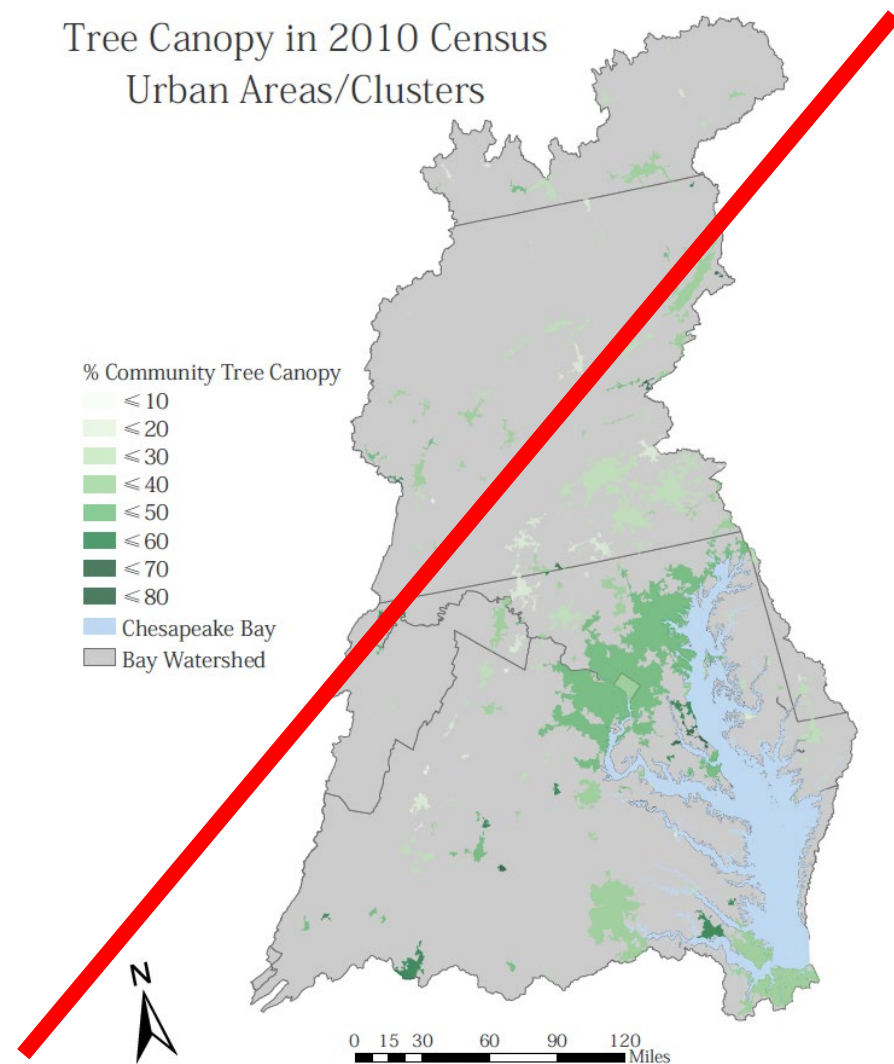 Tree Canopy in 2010 Census
Urban Areas/Clusters
% Community Tree Canopy
⩽ 10
⩽ 20
⩽ 30
⩽ 40
⩽ 50
⩽ 60
⩽ 70
⩽ 80
Chesapeake Bay
Bay Watershed
N
0 15 30 60 90 120
Miles